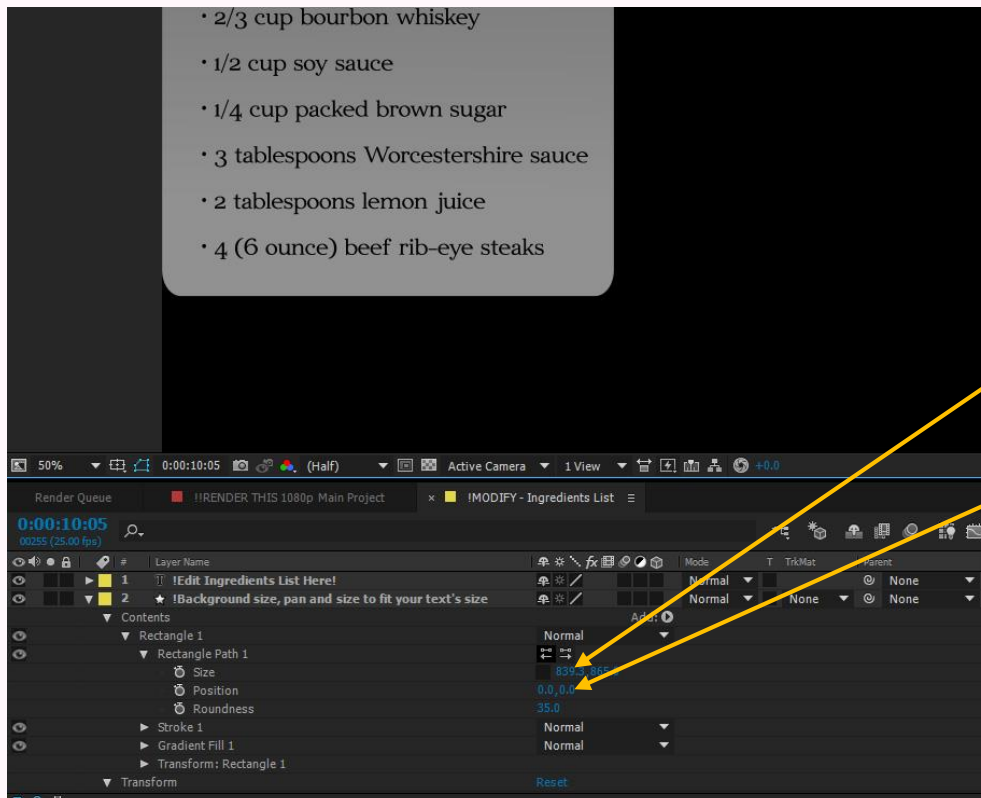 · 2/3 cup bourbon whiskey
· 1/2 cup soy sauce
· 1/4 cup packed brown sugar
· 3 tablespoons Worcestershire sauce
· 2 tablespoons lemon juice
· 4 (6 ounce) beef rib-eye steaks
50% 0:00:10:05 (Half) Active Camera 1 View +0.0
Render Queue !!RENDER THIS 1080p Main Project × !MODIFY - Ingredients List
0:00:10:05
00255 (25.00 fps)
# Layer Name Mode T TrkMat Parent
1 T !Edit Ingredients List Here! Normal None
2 !Background size, pan and size to fit your text's size Normal None None
Contents Add:
Rectangle 1 Normal
Rectangle Path 1
Size 839.3, 865.
Position 0.0,0.0
Roundness 35.0
Stroke 1 Normal
Gradient Fill 1 Normal
Transform: Rectangle 1
Transform Reset